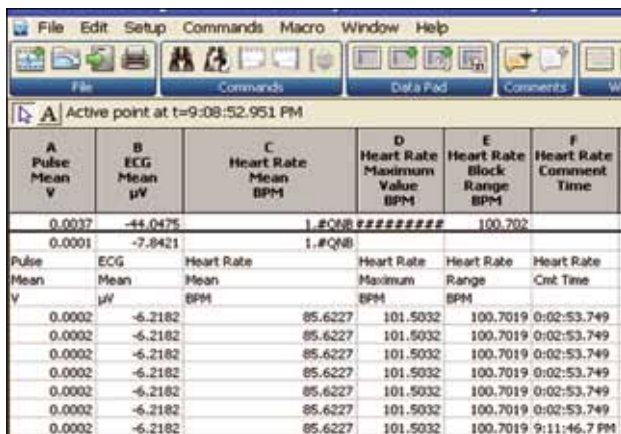 File Edit Setup Commands Macro Window Help
File Commands Data Pad Comments W
A Active point at t=9:08:52.951 PM
A B C D E F
Pulse ECG Heart Rate Heart Rate Heart Rate Heart Rate
Mean Mean Mean Maximum Block Comment
V µV BPM Value Range Time
BPM BPM
0.0037 -44.0475 1.#QNB ######### 100.702
0.0001 -7.8421 1.#QNB
Pulse ECG Heart Rate Heart Rate Heart Rate Heart Rate
Mean Mean Mean Maximum Range Cmt Time
V µV BPM BPM BPM
0.0002 -6.2182 85.6227 101.5032 100.7019 0:02:53.749
0.0002 -6.2182 85.6227 101.5032 100.7019 0:02:53.749
0.0002 -6.2182 85.6227 101.5032 100.7019 0:02:53.749
0.0002 -6.2182 85.6227 101.5032 100.7019 0:02:53.749
0.0002 -6.2182 85.6227 101.5032 100.7019 0:02:53.749
0.0002 -6.2182 85.6227 101.5032 100.7019 0:02:53.749
0.0002 -6.2182 85.6227 101.5032 100.7019 9:11:46.7 PM